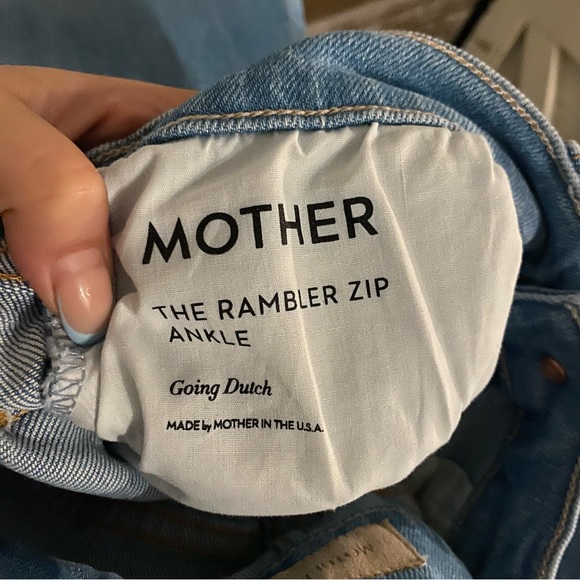 MOTHER
THE RAMBLER ZIP
ANKLE
Going Dutch
MADE by MOTHER IN THE U.S.A.